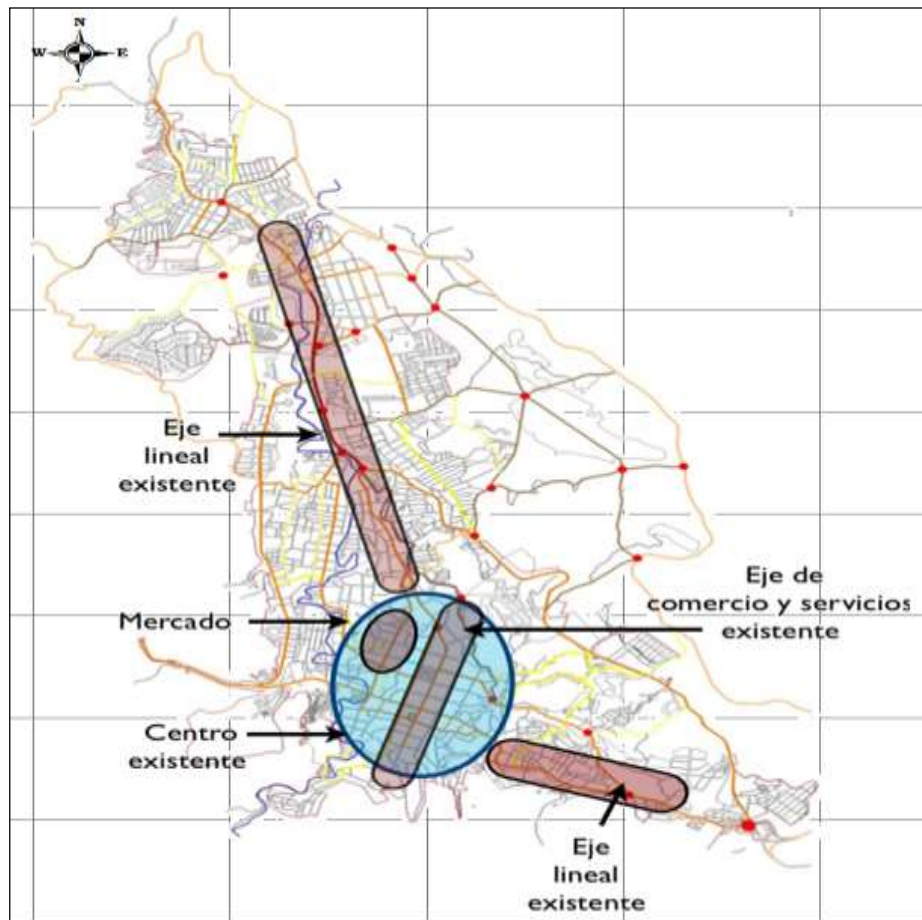 N
W E
Eje
lineal
existente
Eje de
comercio y servicios
existente
Mercado
Centro
existente
Eje
lineal
existente